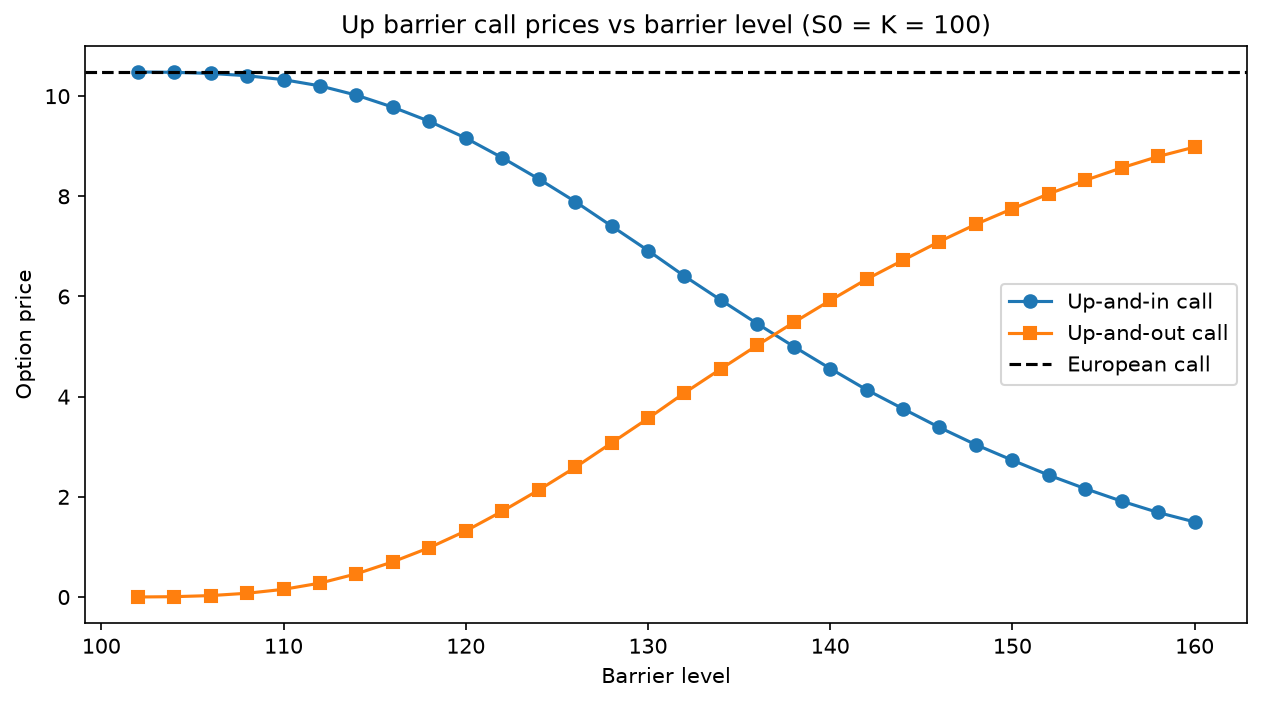 Up barrier call prices vs barrier level (S0 = K = 100)
Option price
10
8
6
4
2
0
Up-and-in call
Up-and-out call
European call
100 110 120 130 140 150 160
Barrier level